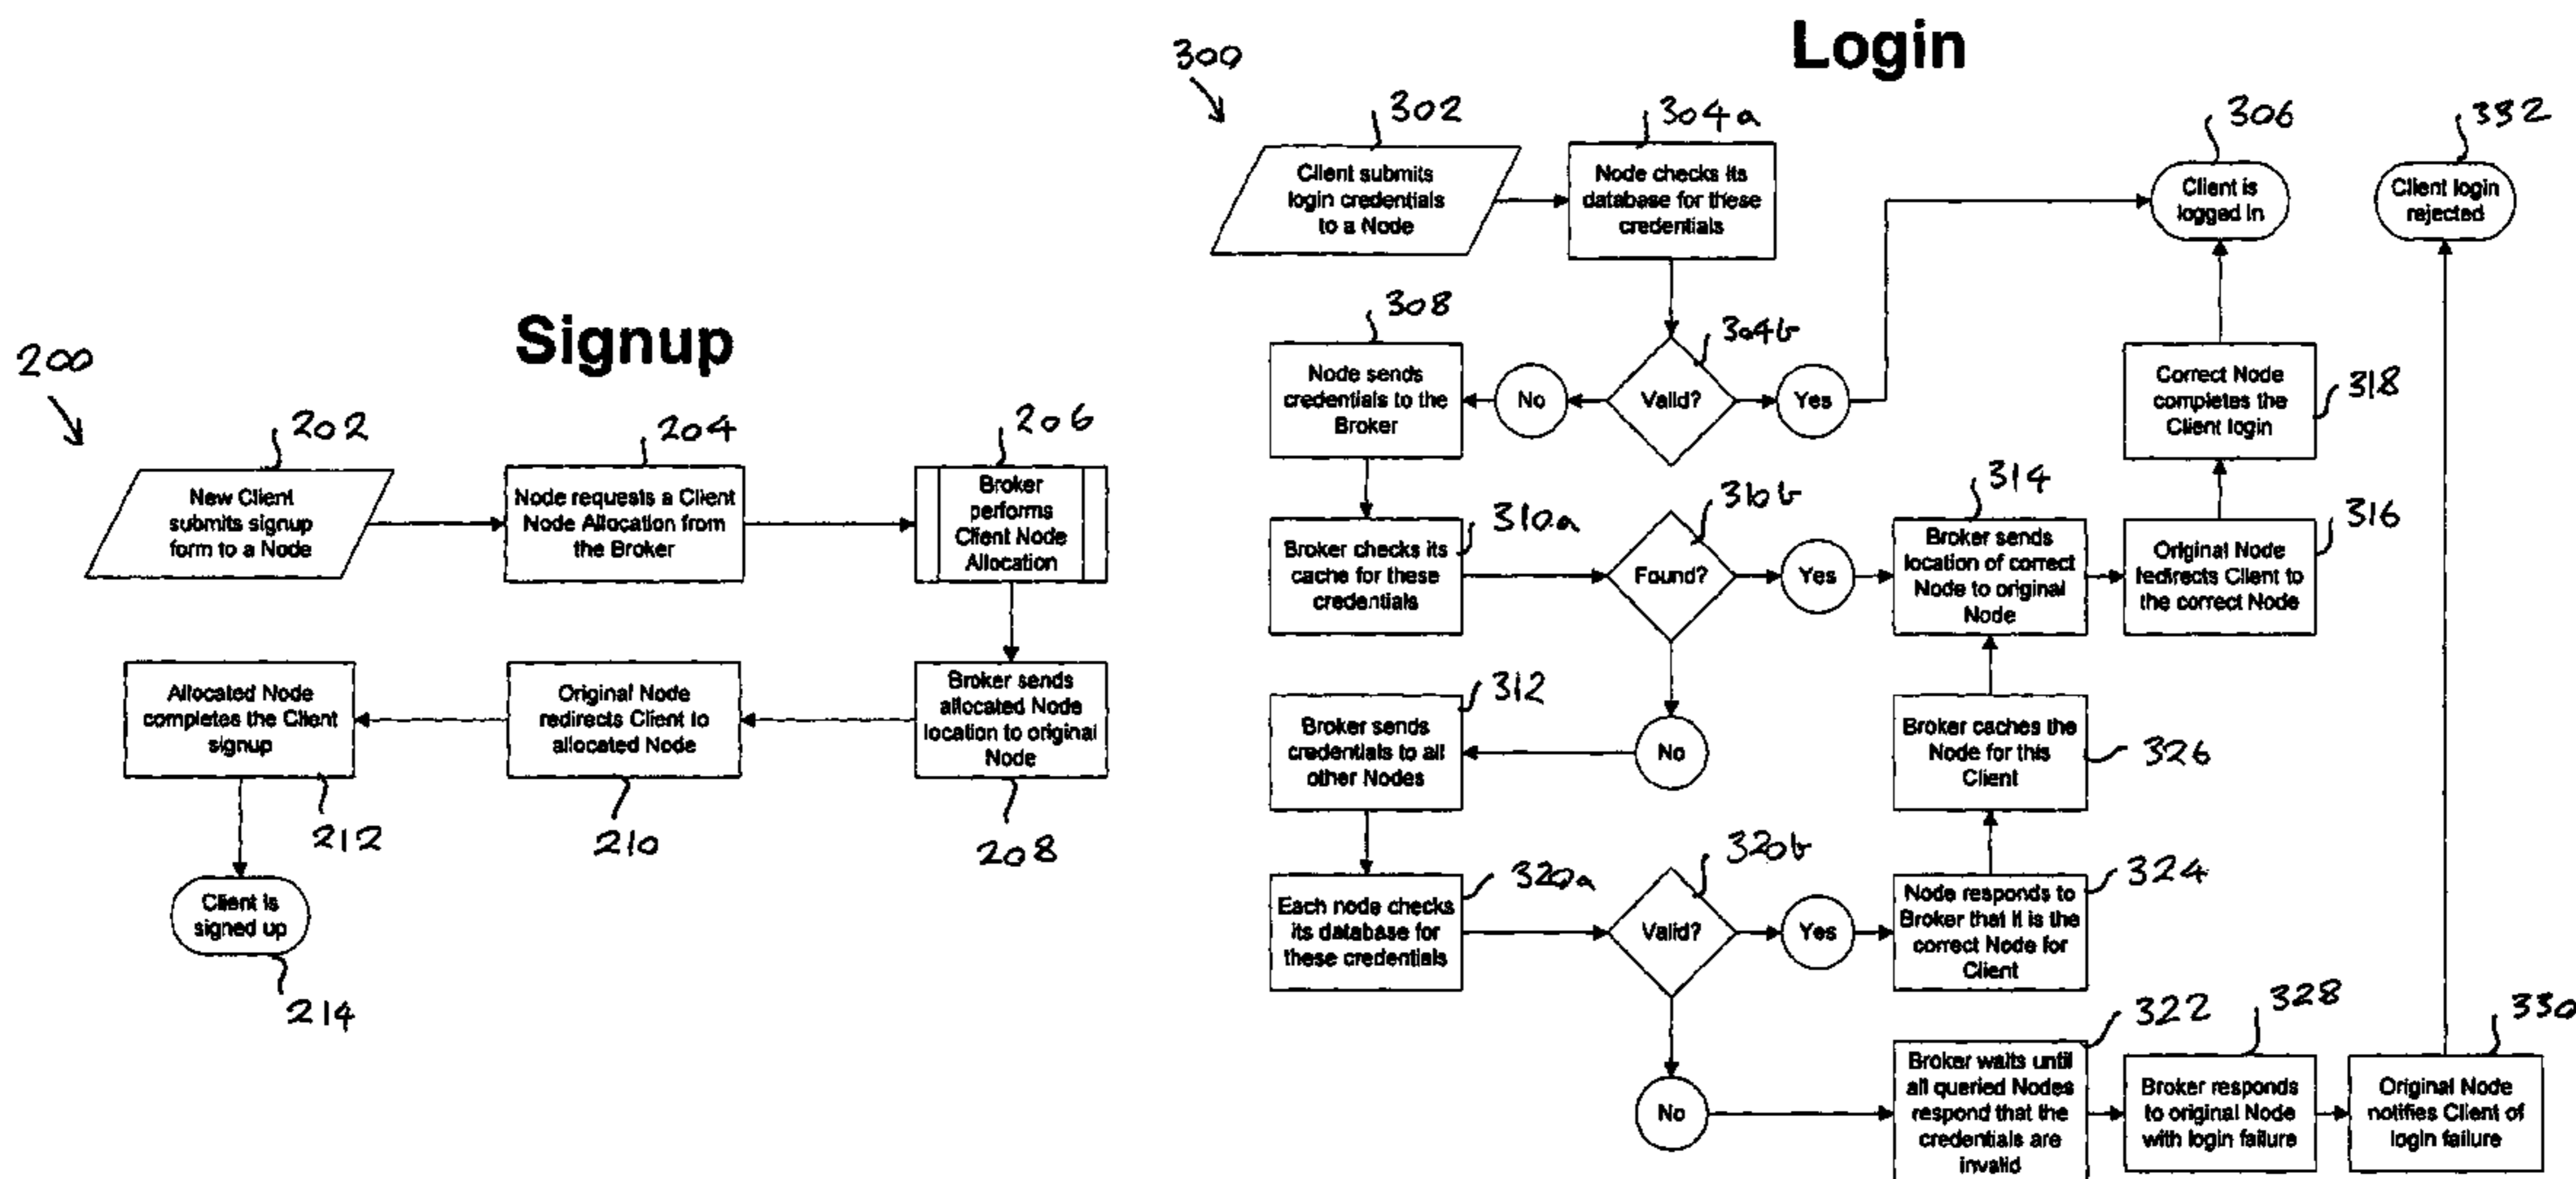 Signup
200
202
New Client
submits signup
form to a Node
204
Node requests a Client
Node Allocation from
the Broker
206
Broker
performs
Client Node
Allocation
Broker sends
allocated Node
location to original
Node
208
Original Node
redirects Client to
allocated Node
210
Allocated Node
completes the Client
signup
212
Client is
signed up
214
Login
300
302
Client submits
login credentials
to a Node
304a
Node checks its
database for these
credentials
306
Client is
logged in
332
Client login
rejected
308
Node sends
credentials to the
Broker
No
304b
Valid?
Yes
Correct Node
completes the
Client login
318
310a
Broker checks its
cache for these
credentials
310b
Found?
Yes
314
Broker sends
location of correct
Node to original
Node
316
Original Node
redirects Client to
the correct Node
312
Broker sends
credentials to all
other Nodes
No
Broker caches the
Node for this
Client
326
320a
Each node checks
its database for
these credentials
320b
Valid?
Yes
324
Node responds to
Broker that it is the
correct Node for
Client
No
322
Broker waits until
all queried Nodes
respond that the
credentials are
invalid
328
Broker responds
to original Node
with login failure
330
Original Node
notifies Client of
login failure